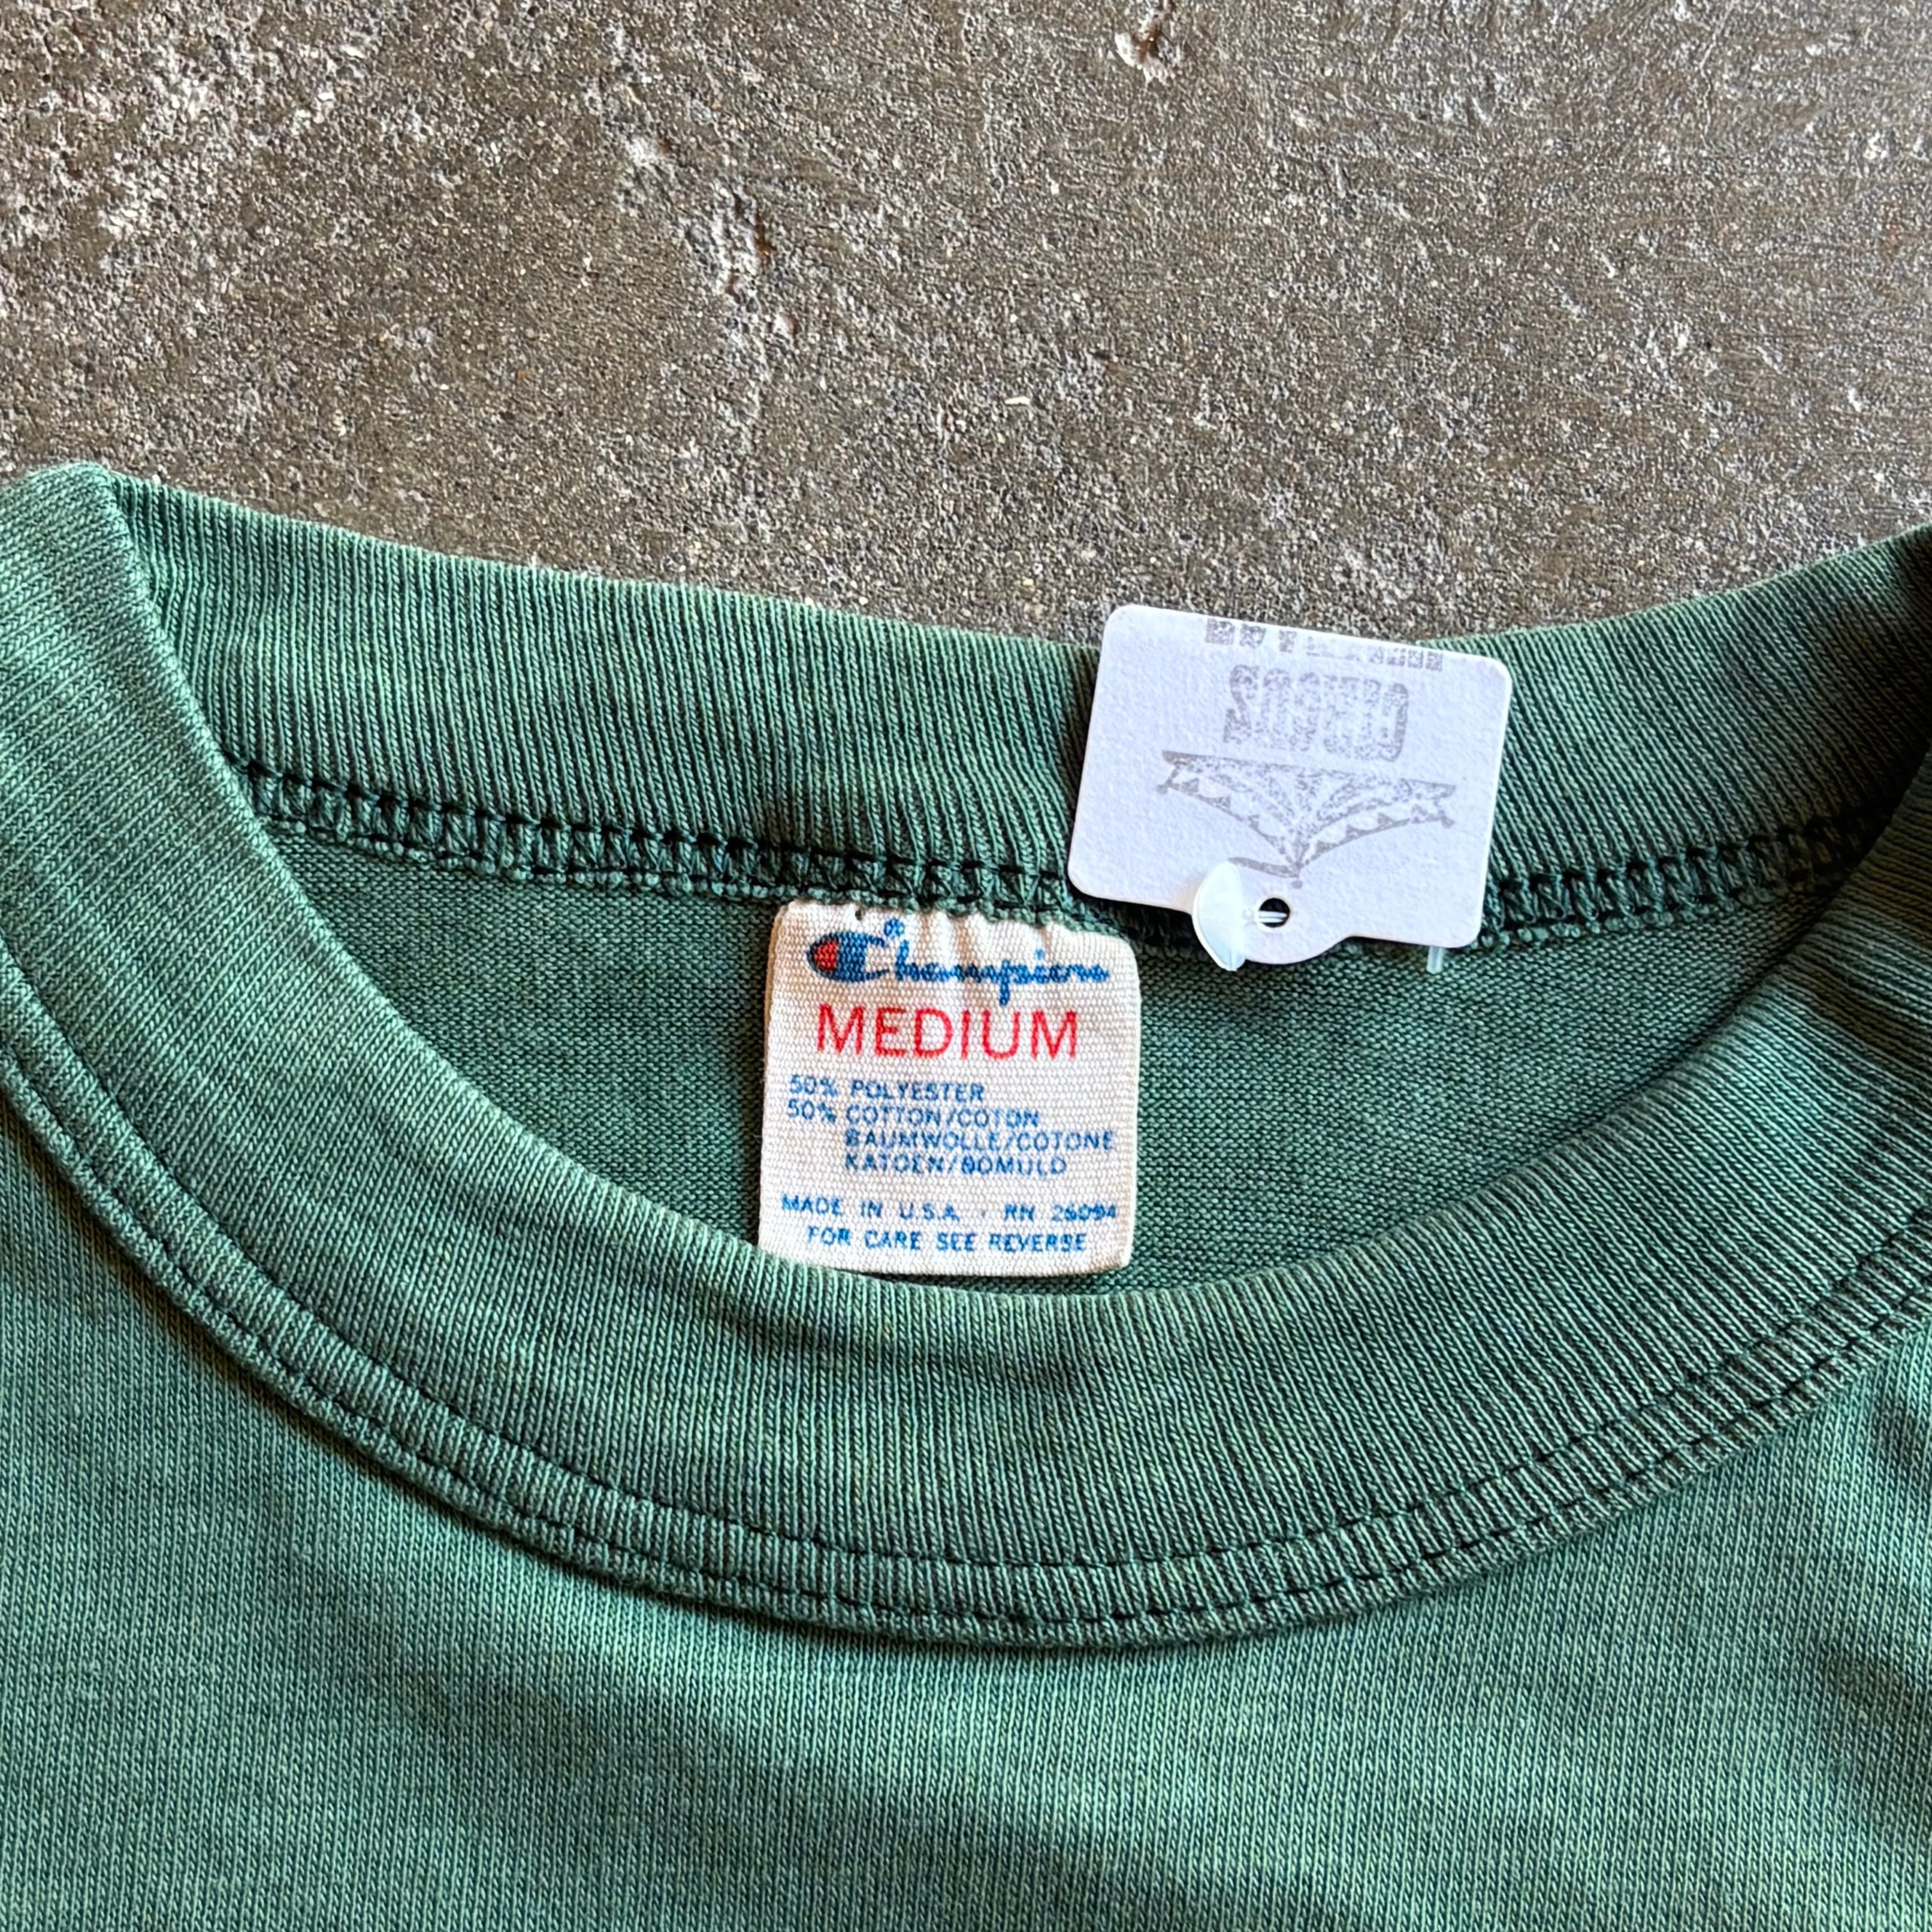 Champion
MEDIUM
50% POLYESTER
50% COTTON/COTON
BAUMWOLLE/COTONE
KATOEN/BOMULD
MADE IN U.S.A. · RN 26094
FOR CARE SEE REVERSE